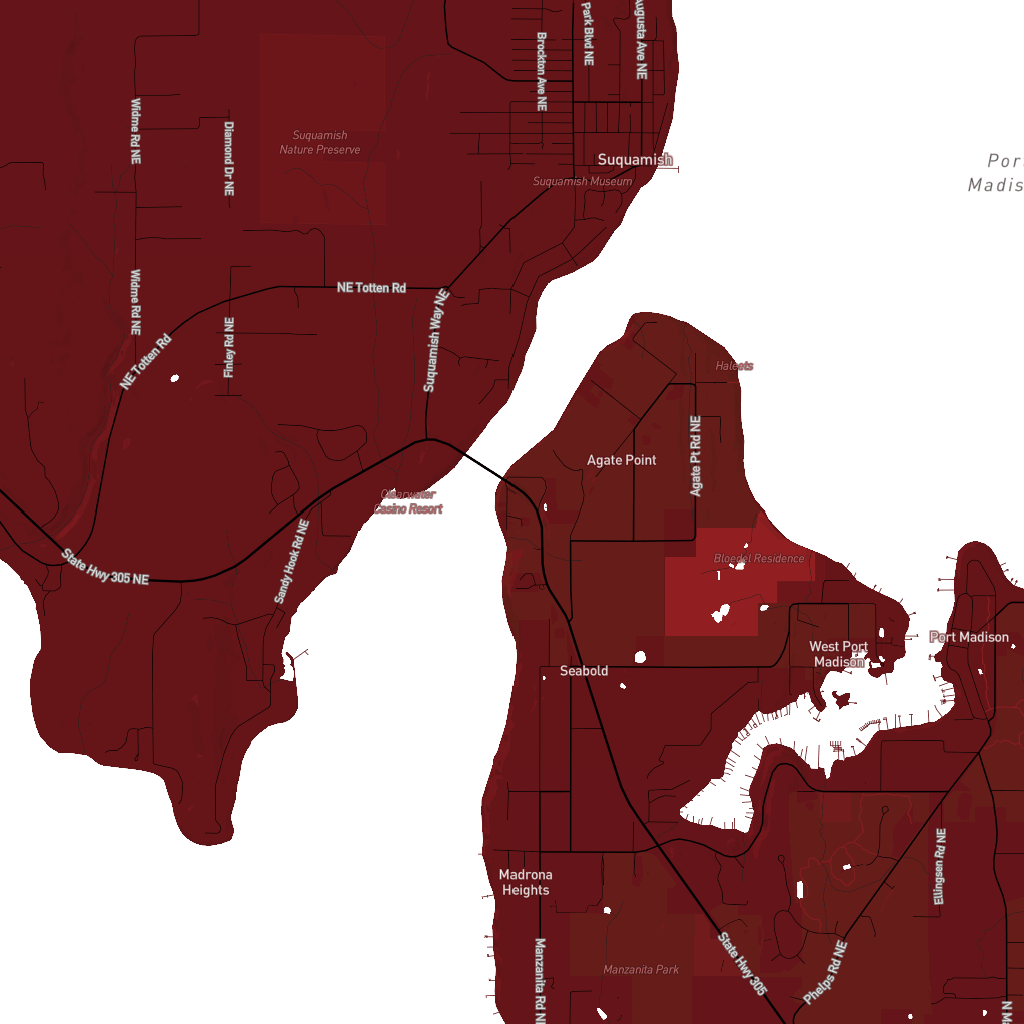 Park Blvd NE
Augusta Ave NE
Brockton Ave NE
Widme Rd NE
Diamond Dr NE
Suquamish
Nature Preserve
Suquamish
Suquamish Museum
Por
Madis
Widme Rd NE
NE Totten Rd
Suquamish Way NE
Finley Rd NE
NE Totten Rd
Haleets
Agate Point
Agate Pt Rd NE
Clearwater
Casino Resort
State Hwy 305 NE
Sandy Hook Rd NE
Bloedel Residence
Port Madison
West Port
Madison
Seabold
Madrona
Heights
Ellingsen Rd NE
Manzanita Rd NE
Manzanita Park
State Hwy 305
Phelps Rd NE
N M